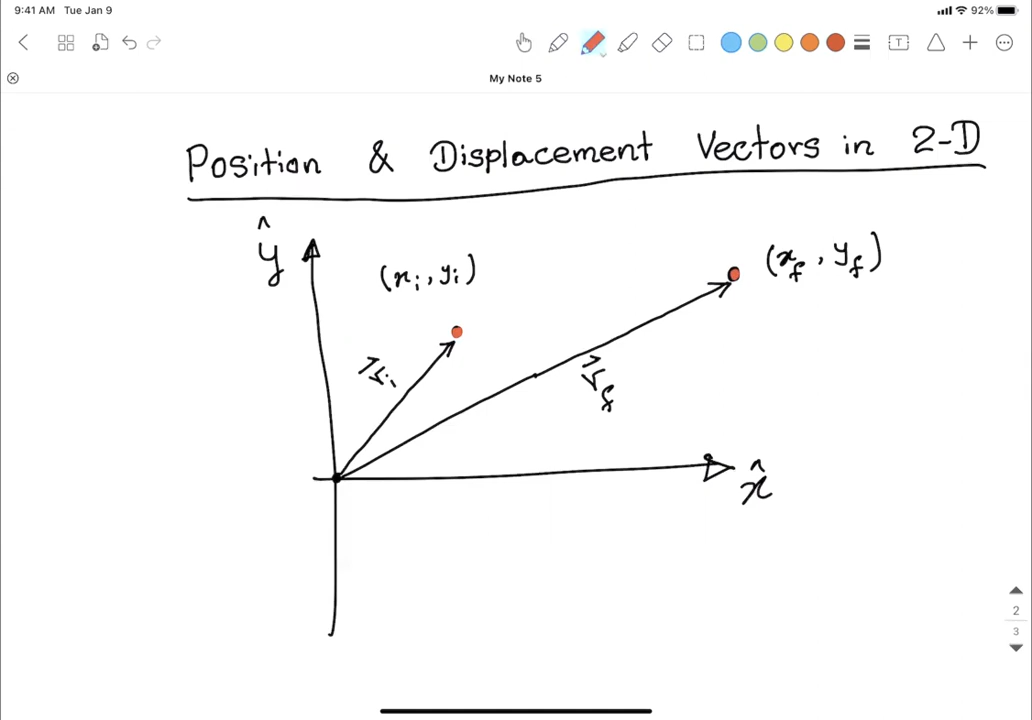 9:41 AM Tue Jan 9
92%
T
My Note 5
Position & Displacement Vectors in 2-D
ŷ
(xᵢ, yᵢ)
(x_f, y_f)
r⃗ᵢ
r⃗_f
x̂
2
3